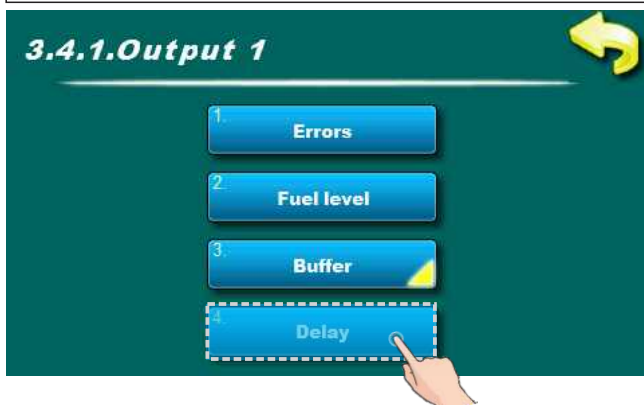 3.4.1.Output 1
1.
Errors
2.
Fuel level
3.
Buffer
4.
Delay